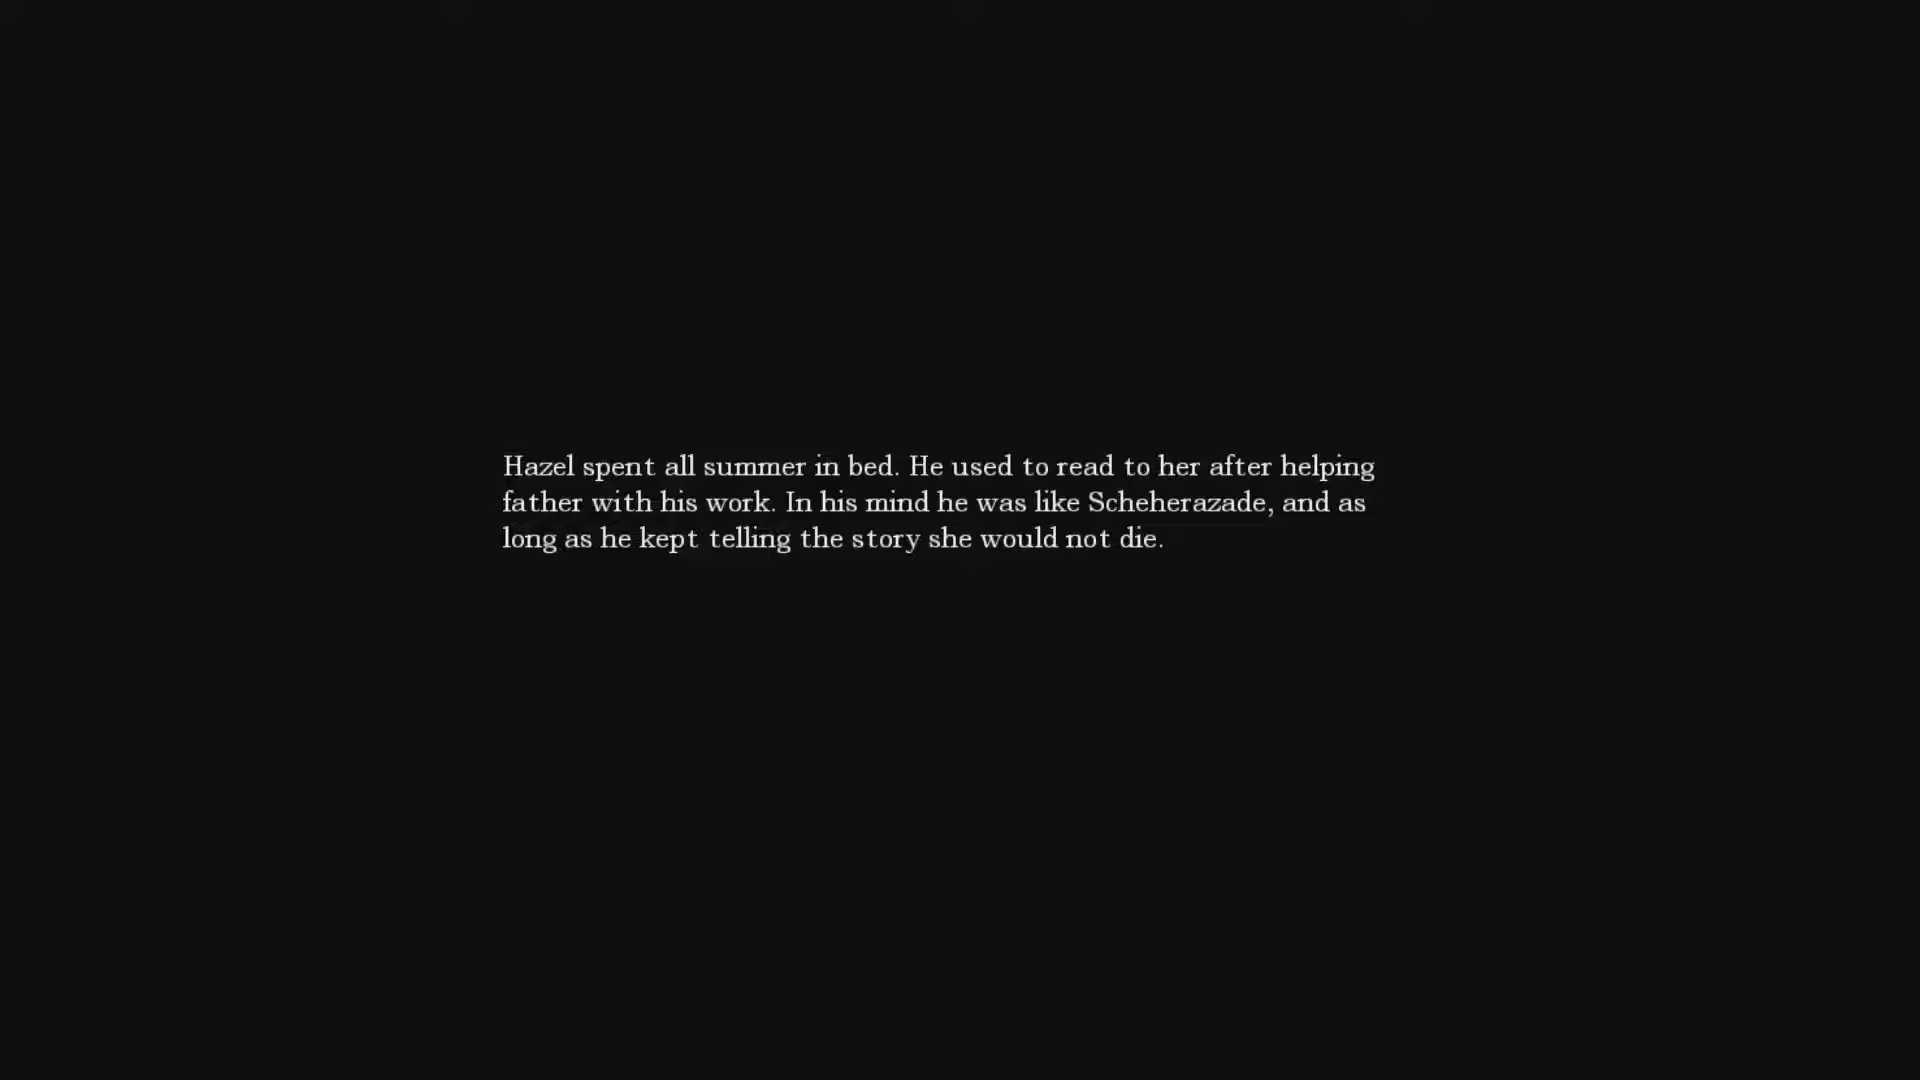 Hazel spent all summer in bed. He used to read to her after helping
father with his work. In his mind he was like Scheherazade, and as
long as he kept telling the story she would not die.